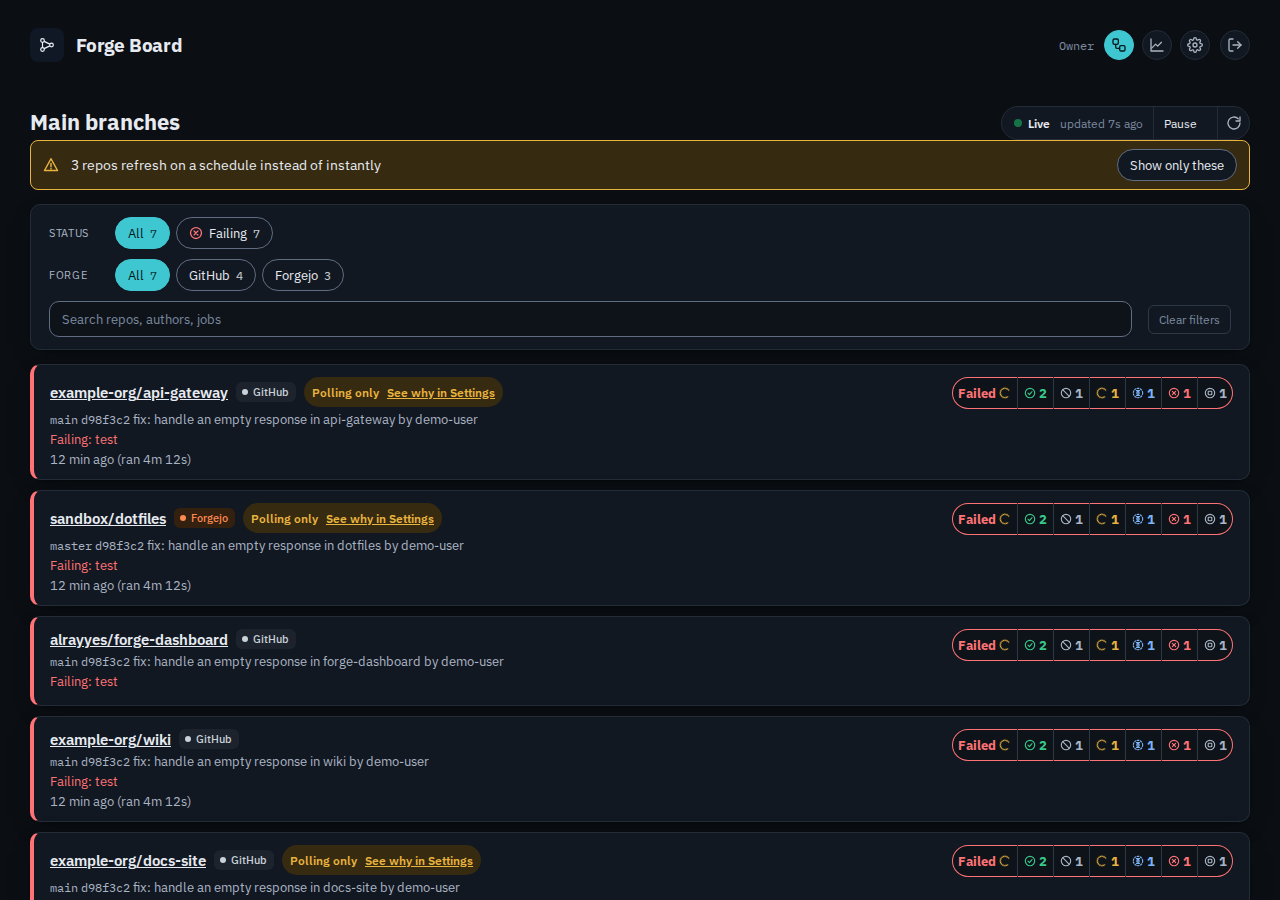 Forge Board
Owner
Main branches
Live updated 7s ago Pause
3 repos refresh on a schedule instead of instantly Show only these
STATUS All 7 Failing 7
FORGE All 7 GitHub 4 Forgejo 3
Search repos, authors, jobs Clear filters
example-org/api-gateway GitHub Polling only See why in Settings Failed 2 1 1 1 1 1
main d98f3c2 fix: handle an empty response in api-gateway by demo-user
Failing: test
12 min ago (ran 4m 12s)
sandbox/dotfiles Forgejo Polling only See why in Settings Failed 2 1 1 1 1 1
master d98f3c2 fix: handle an empty response in dotfiles by demo-user
Failing: test
12 min ago (ran 4m 12s)
alrayyes/forge-dashboard GitHub Failed 2 1 1 1 1 1
main d98f3c2 fix: handle an empty response in forge-dashboard by demo-user
Failing: test
example-org/wiki GitHub Failed 2 1 1 1 1 1
main d98f3c2 fix: handle an empty response in wiki by demo-user
Failing: test
12 min ago (ran 4m 12s)
example-org/docs-site GitHub Polling only See why in Settings Failed 2 1 1 1 1 1
main d98f3c2 fix: handle an empty response in docs-site by demo-user